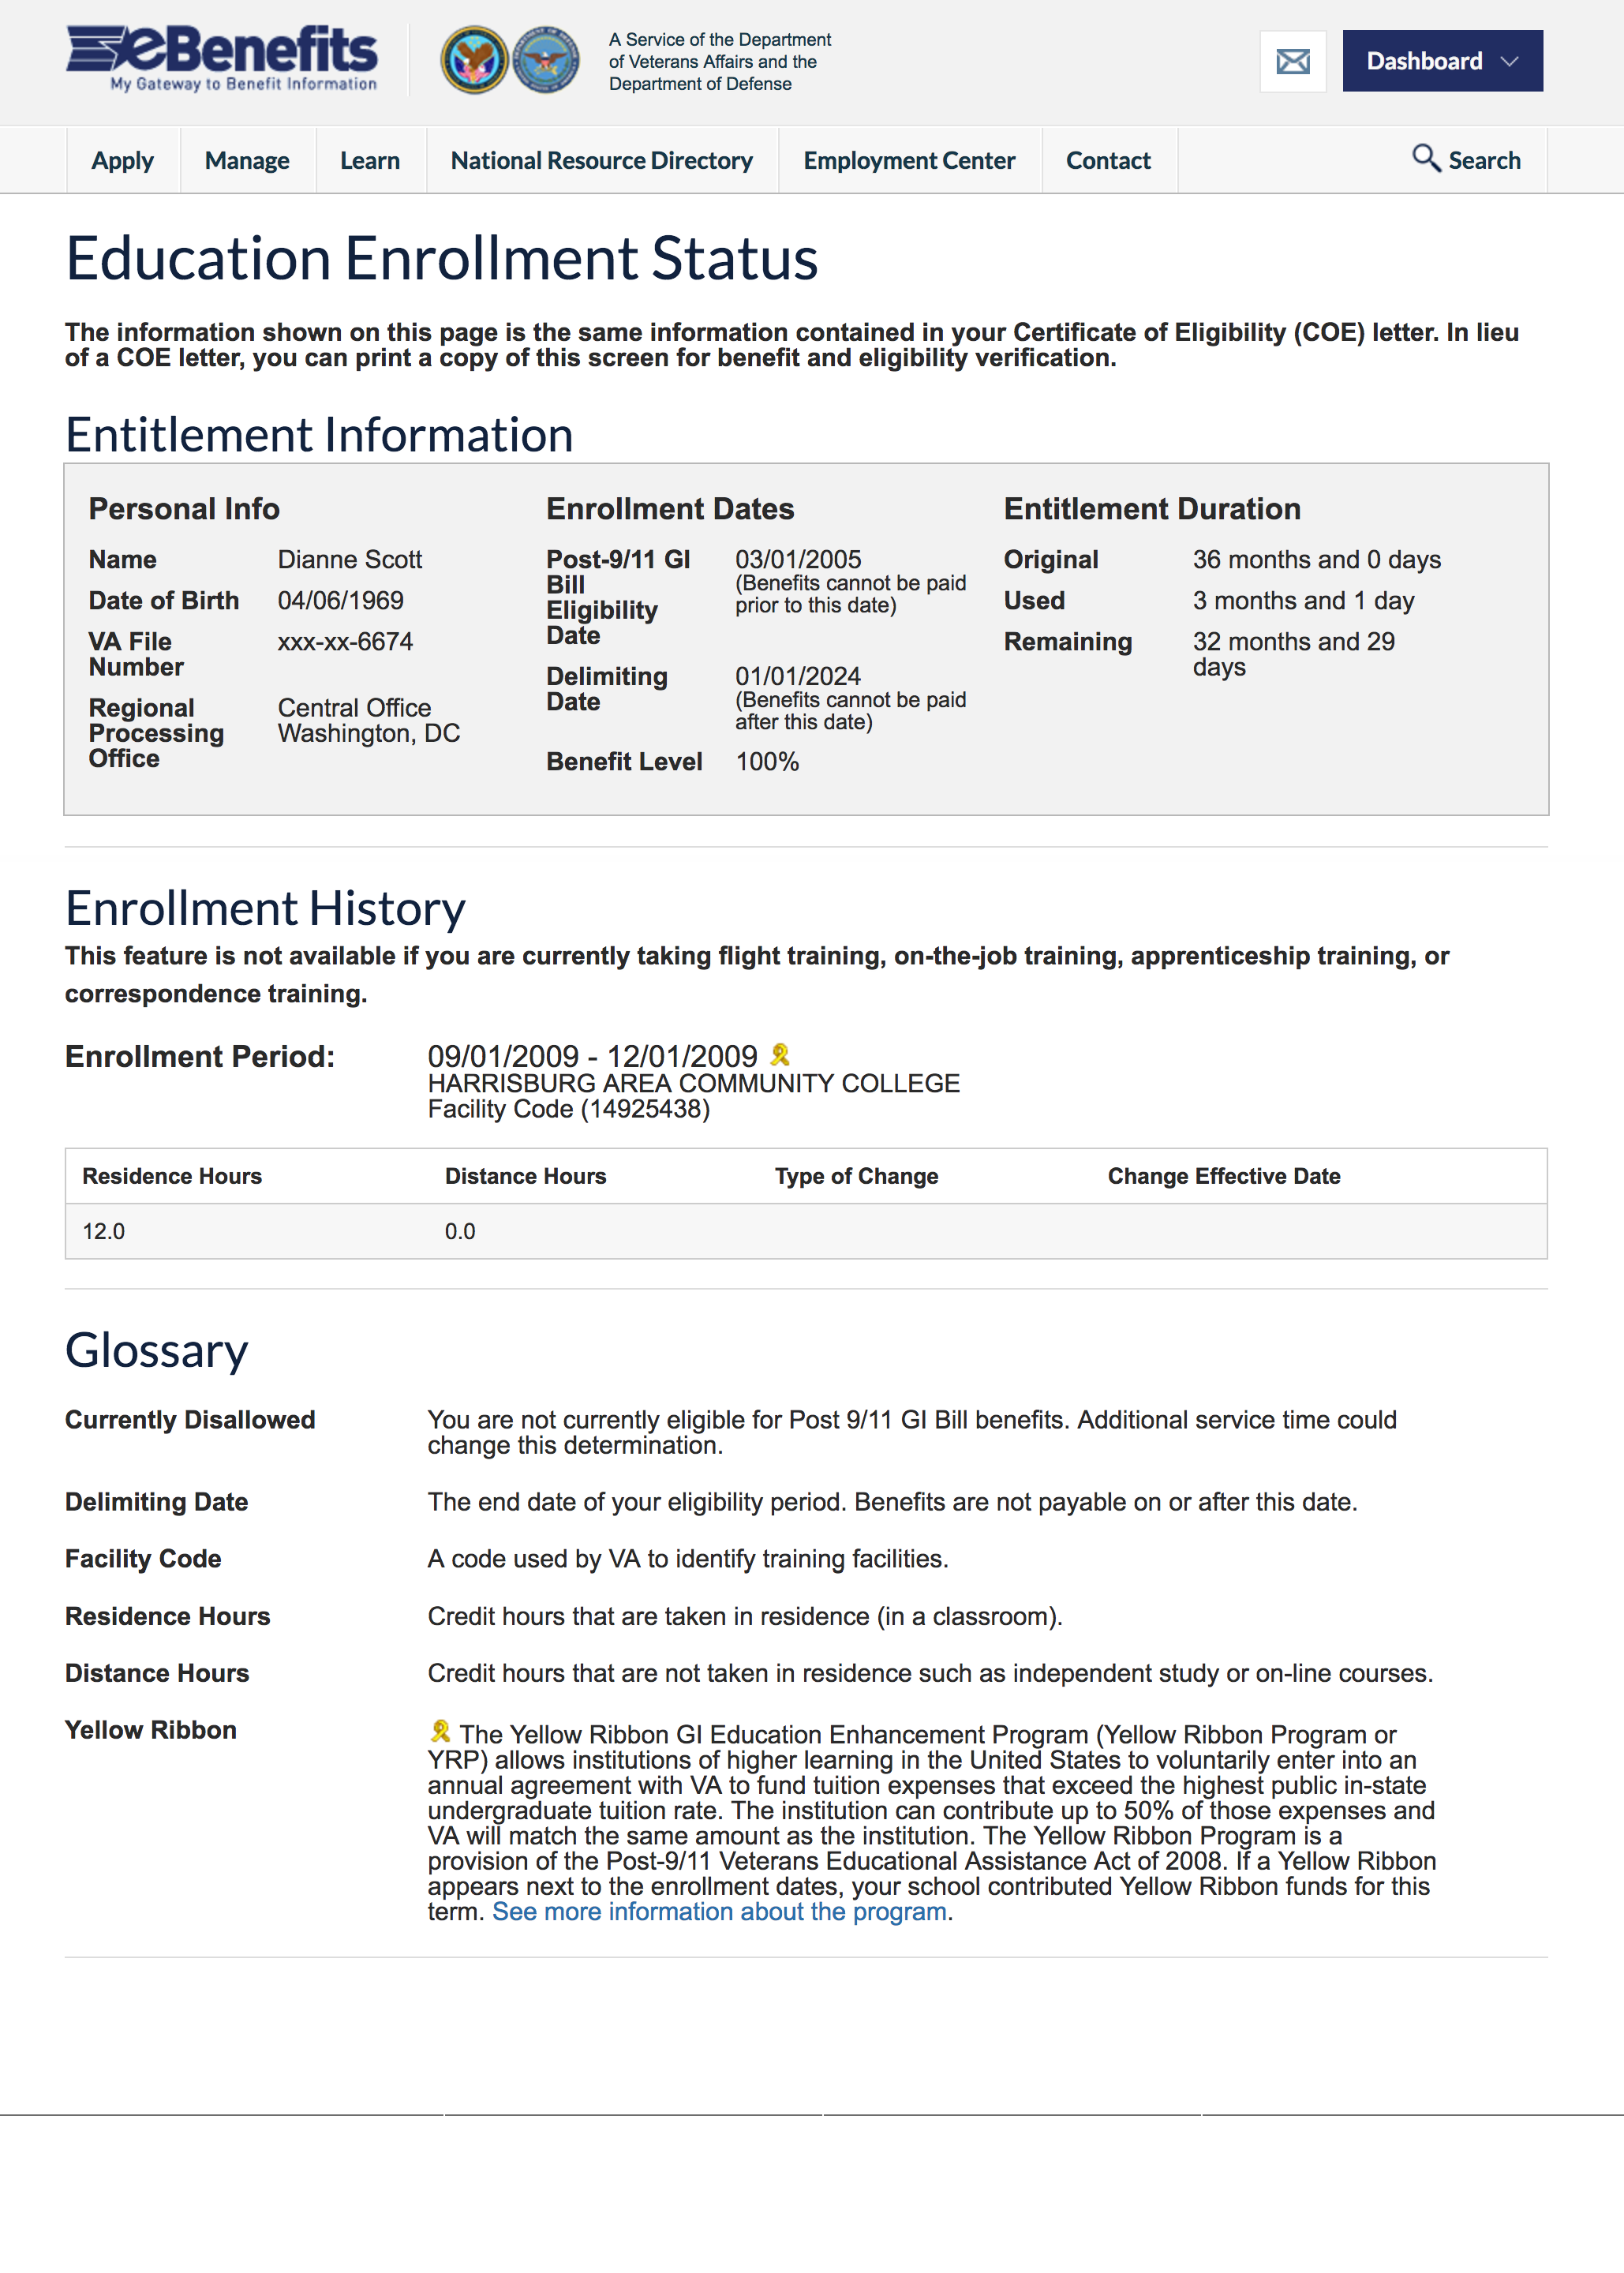 eBenefits
My Gateway to Benefit Information
A Service of the Department
of Veterans Affairs and the
Department of Defense
Dashboard
Apply
Manage
Learn
National Resource Directory
Employment Center
Contact
Search
Education Enrollment Status
The information shown on this page is the same information contained in your Certificate of Eligibility (COE) letter. In lieu
of a COE letter, you can print a copy of this screen for benefit and eligibility verification.
Entitlement Information
Personal Info
Name Dianne Scott
Date of Birth 04/06/1969
VA File xxx-xx-6674
Number
Regional Central Office
Processing Washington, DC
Office
Enrollment Dates
Post-9/11 GI 03/01/2005
Bill (Benefits cannot be paid
Eligibility prior to this date)
Date
Delimiting 01/01/2024
Date (Benefits cannot be paid
after this date)
Benefit Level 100%
Entitlement Duration
Original 36 months and 0 days
Used 3 months and 1 day
Remaining 32 months and 29
days
Enrollment History
This feature is not available if you are currently taking flight training, on-the-job training, apprenticeship training, or
correspondence training.
Enrollment Period: 09/01/2009 - 12/01/2009
HARRISBURG AREA COMMUNITY COLLEGE
Facility Code (14925438)
Residence Hours Distance Hours Type of Change Change Effective Date
12.0 0.0
Glossary
Currently Disallowed You are not currently eligible for Post 9/11 GI Bill benefits. Additional service time could
change this determination.
Delimiting Date The end date of your eligibility period. Benefits are not payable on or after this date.
Facility Code A code used by VA to identify training facilities.
Residence Hours Credit hours that are taken in residence (in a classroom).
Distance Hours Credit hours that are not taken in residence such as independent study or on-line courses.
Yellow Ribbon The Yellow Ribbon GI Education Enhancement Program (Yellow Ribbon Program or
YRP) allows institutions of higher learning in the United States to voluntarily enter into an
annual agreement with VA to fund tuition expenses that exceed the highest public in-state
undergraduate tuition rate. The institution can contribute up to 50% of those expenses and
VA will match the same amount as the institution. The Yellow Ribbon Program is a
provision of the Post-9/11 Veterans Educational Assistance Act of 2008. If a Yellow Ribbon
appears next to the enrollment dates, your school contributed Yellow Ribbon funds for this
term. See more information about the program.